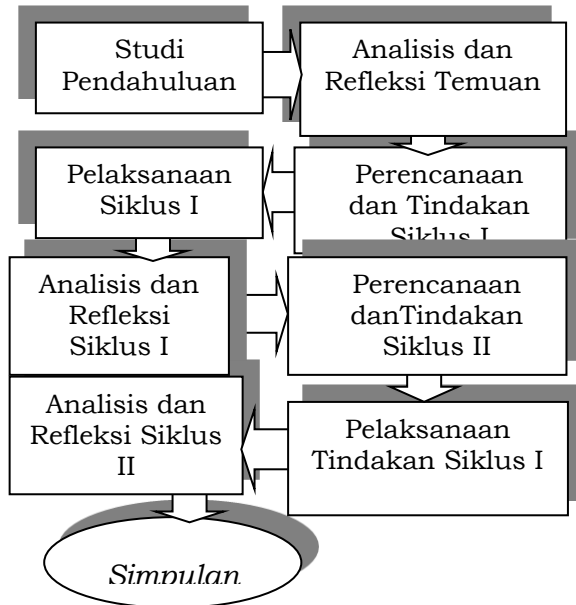 Studi
Pendahuluan
Analisis dan
Refleksi Temuan
Perencanaan
dan Tindakan
Siklus I
Pelaksanaan
Siklus I
Analisis dan
Refleksi
Siklus I
Perencanaan
danTindakan
Siklus II
Pelaksanaan
Tindakan Siklus I
Analisis dan
Refleksi Siklus
II
Simpulan